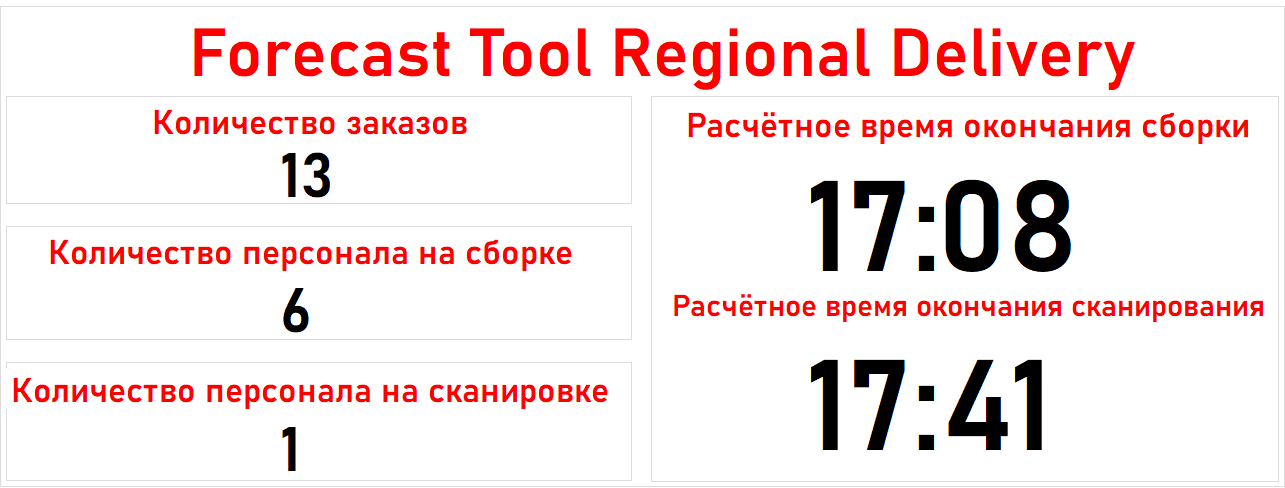 Forecast Tool Regional Delivery
Количество заказов
13
Количество персонала на сборке
6
Количество персонала на сканировке
1
Расчётное время окончания сборки
17:08
Расчётное время окончания сканирования
17:41